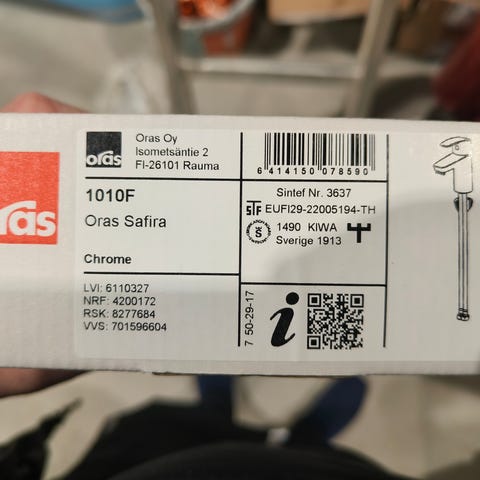 oras
oras
Oras Oy
Isometsäntie 2
FI-26101 Rauma
1010F
Oras Safira
Chrome
LVI: 6110327
NRF: 4200172
RSK: 8277684
VVS: 701596604
6 414150 078590
Sintef Nr. 3637
STF EUFI29-22005194-TH
1490 KIWA
Sverige 1913
7 50-29-17
i